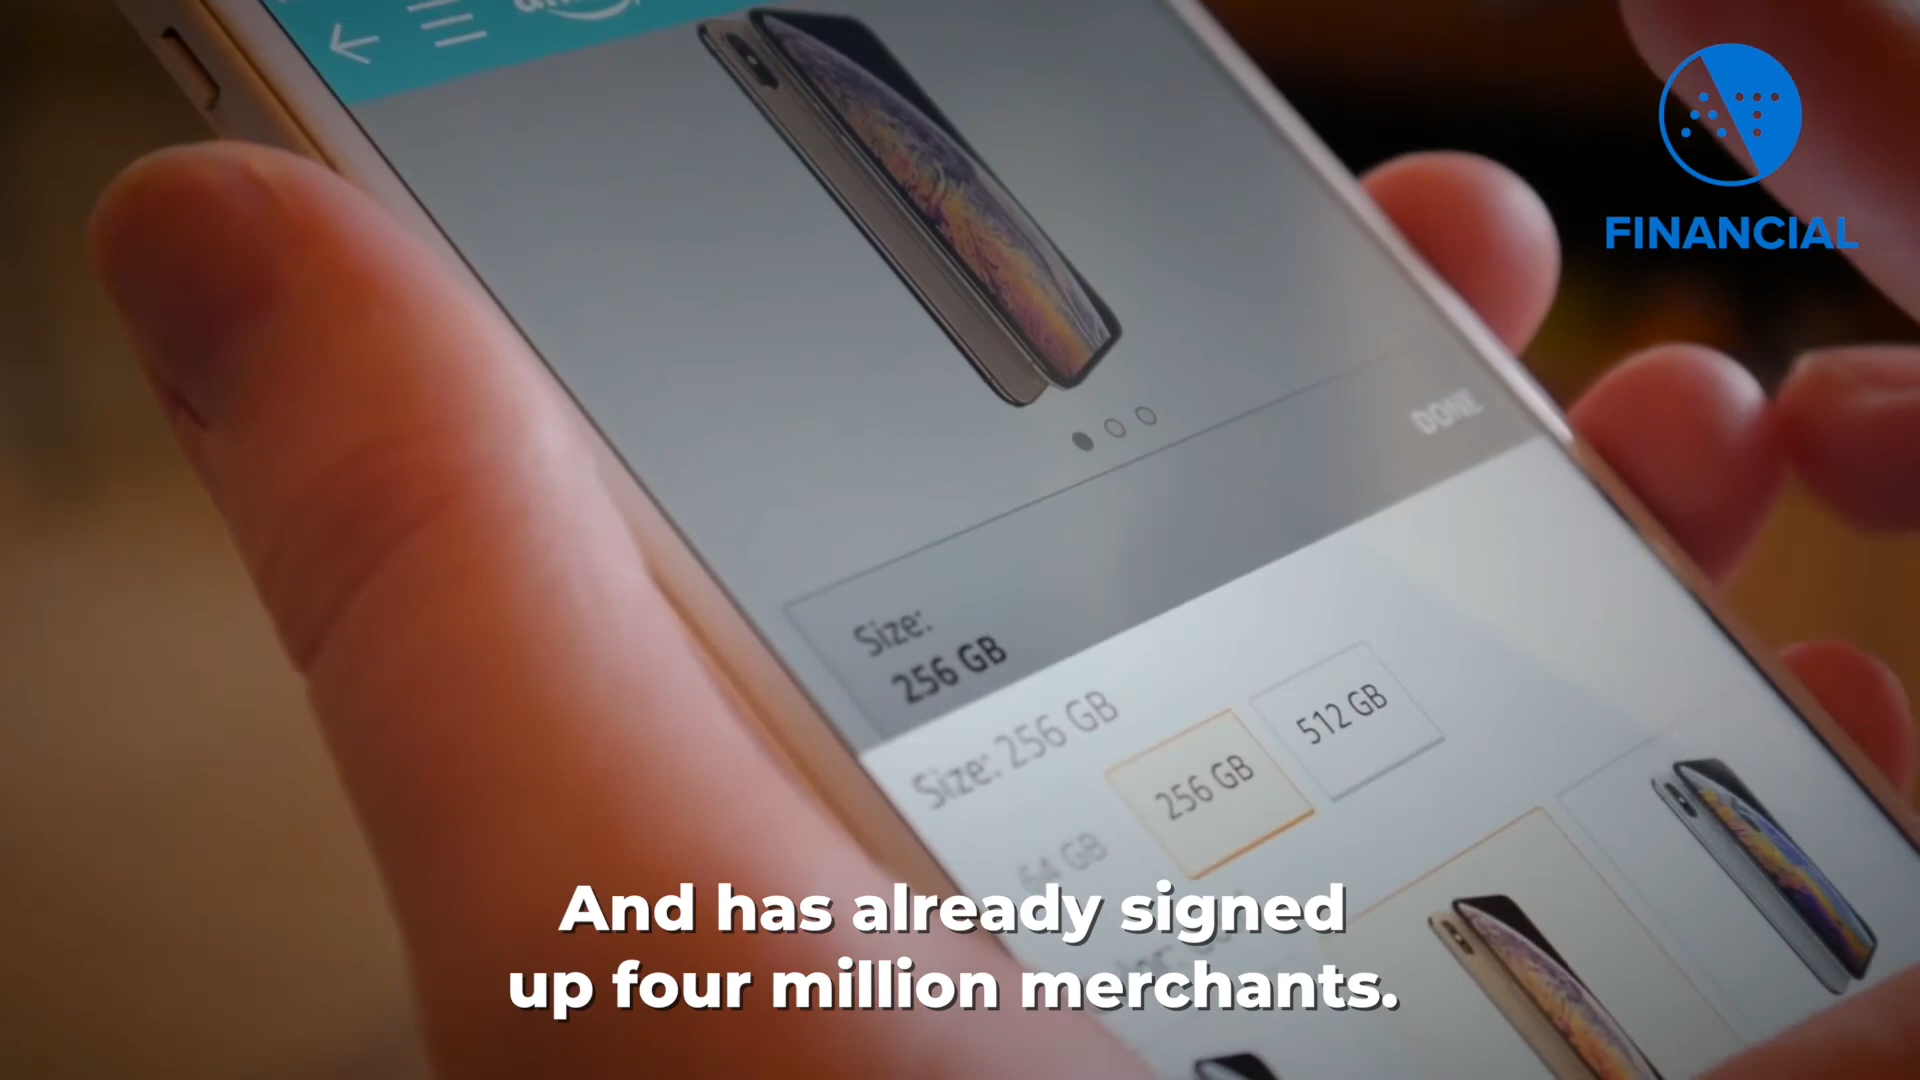 FINANCIAL
DONE
Size:
256 GB
Size: 256 GB
64 GB
256 GB
512 GB
And has already signed
up four million merchants.